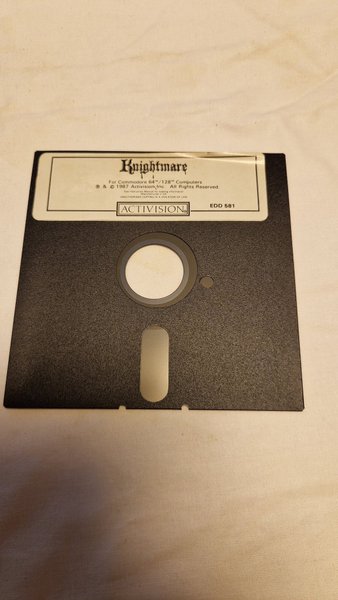 Knightmare
For Commodore 64™/128™ Computers
℗ & © 1987 Activision, Inc. All Rights Reserved.
ACTIVISION
EDD 581